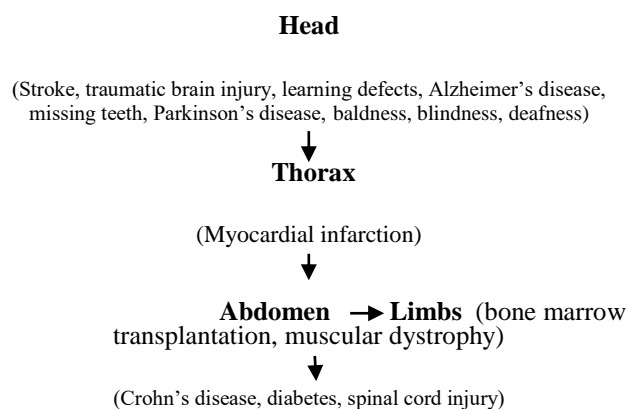 Head
(Stroke, traumatic brain injury, learning defects, Alzheimer's disease,
missing teeth, Parkinson's disease, baldness, blindness, deafness)
Thorax
(Myocardial infarction)
Abdomen Limbs (bone marrow
transplantation, muscular dystrophy)
(Crohn's disease, diabetes, spinal cord injury)